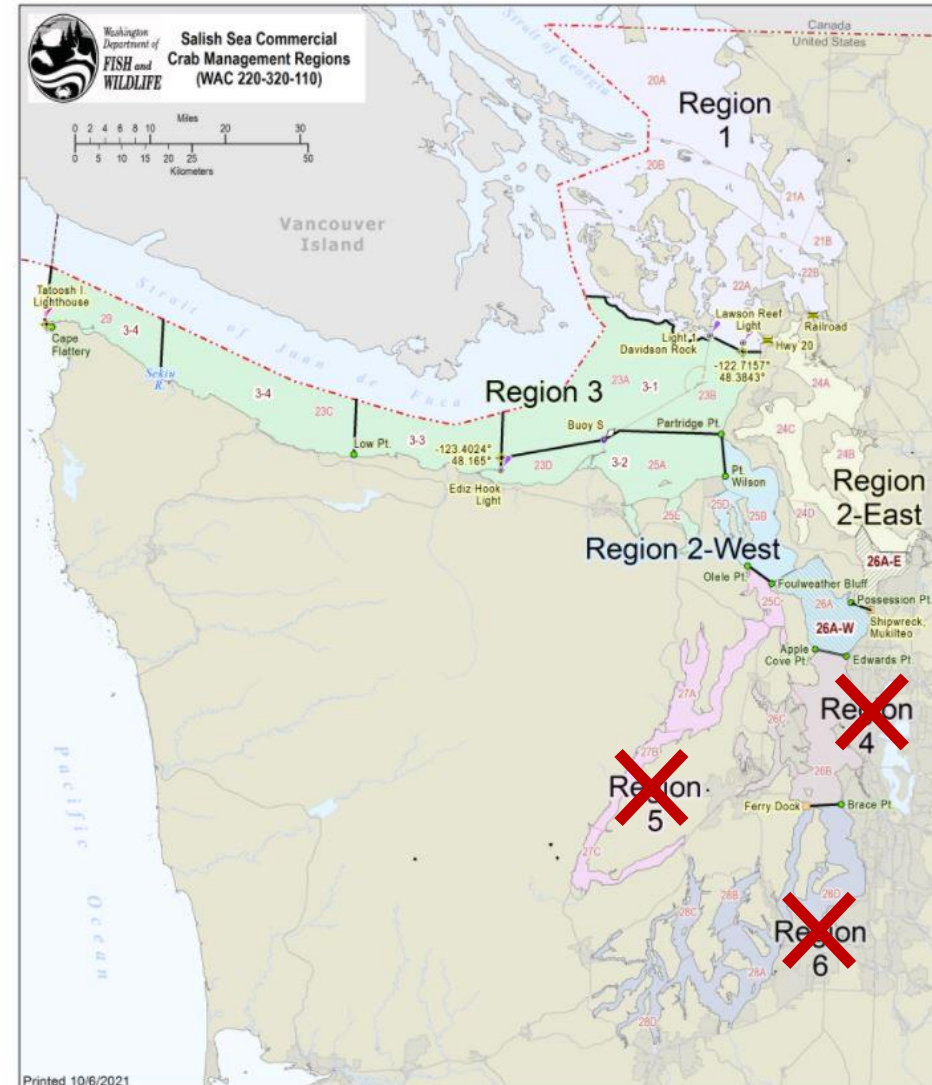 Washington
Department of
FISH and
WILDLIFE
Salish Sea Commercial
Crab Management Regions
(WAC 220-320-110)
Miles
0 2 4 6 8 10 20 30
0 5 10 15 20 25 50
Kilometers
Canada
United States
Strait of
Georgia
20A
Region
1
20B
21A
21B
22B
22A
Vancouver
Island
Tatoosh I.
Lighthouse
Cape
Flattery
29
3-4
Sekiu
R.
Strait of
Juan de
Fuca
3-4
23C
Low Pt.
3-3
Region 3
-123.4024°
48.165°
Ediz Hook
Light
Lawson Reef
Light
Railroad
Hwy 20
Light 1
Davidson Rock
-122.7157°
48.3843°
23A
3-1
23B
Buoy S
Partridge Pt.
23D
3-2
25A
24A
24C
24B
Pt.
Wilson
Region
2-East
24D
25E
25D
25B
Region 2-West
26A-E
Olele Pt.
Foulweather Bluff
25C
26A
Possession Pt.
26A-W
Shipwreck,
Mukilteo
Apple
Cove Pt.
Edwards Pt.
27A
26C
Region
4
27B
Region
5
26B
Ferry Dock
Brace Pt.
27C
28C
28B
26D
Region
6
28A
28D
Pacific Ocean
Printed 10/6/2021